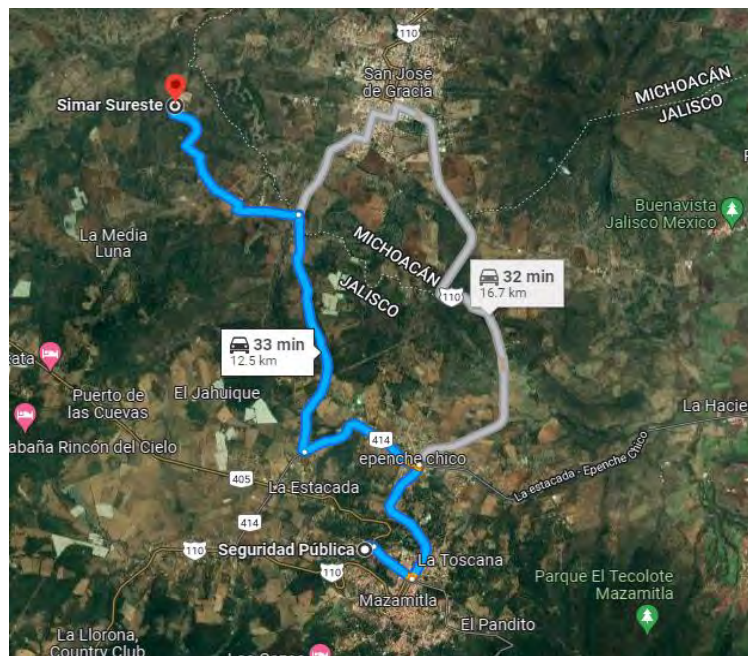 110
San José
de Gracia
110
MICHOACÁN
JALISCO
Simar Sureste
Buenavista
Jalisco Mexico
La Media
Luna
MICHOACÁN
JALISCO
110
32 min
16.7 km
33 min
12.5 km
kata
El Jahuique
Puerto de
las Cuevas
La Hacie
abaña Rincón del Cielo
414
epenche chico
La estacada - Epenche Chico
405
La Estacada
414
110
Seguridad Pública
110
La Toscana
Mazamitla
Parque El Tecolote
Mazamitla
El Pandito
La Llorona,
Country Club